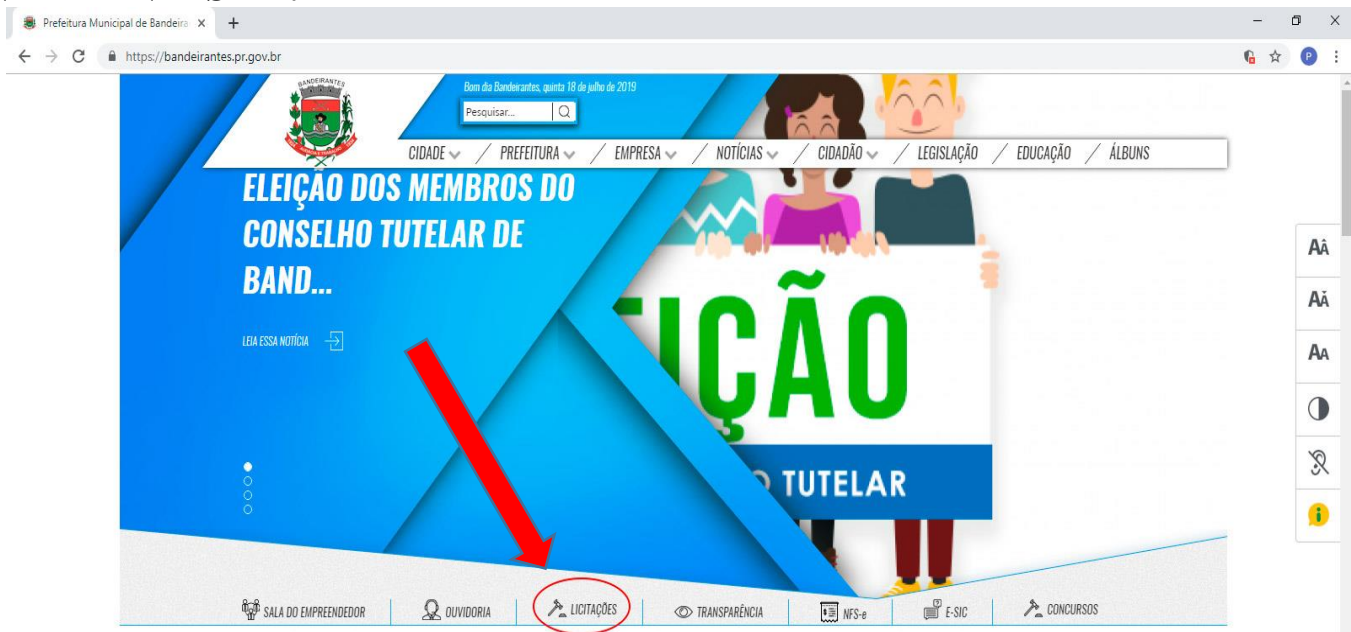 Prefeitura Municipal de Bandeira
https://bandeirantes.pr.gov.br
P
BANDEIRANTES
Bom dia Bandeirantes, quinta 18 de julho de 2019
Pesquisar...
CIDADE / PREFEITURA / EMPRESA / NOTÍCIAS / CIDADÃO / LEGISLAÇÃO / EDUCAÇÃO / ÁLBUNS
ELEIÇÃO DOS MEMBROS DO
CONSELHO TUTELAR DE
BAND...
LEIA ESSA NOTÍCIA
IÇÃO
O TUTELAR
AÂ
AĂ
AA
i
SALA DO EMPREENDEDOR
OUVIDORIA
LICITAÇÕES
TRANSPARÊNCIA
NFS-e
E-SIC
CONCURSOS